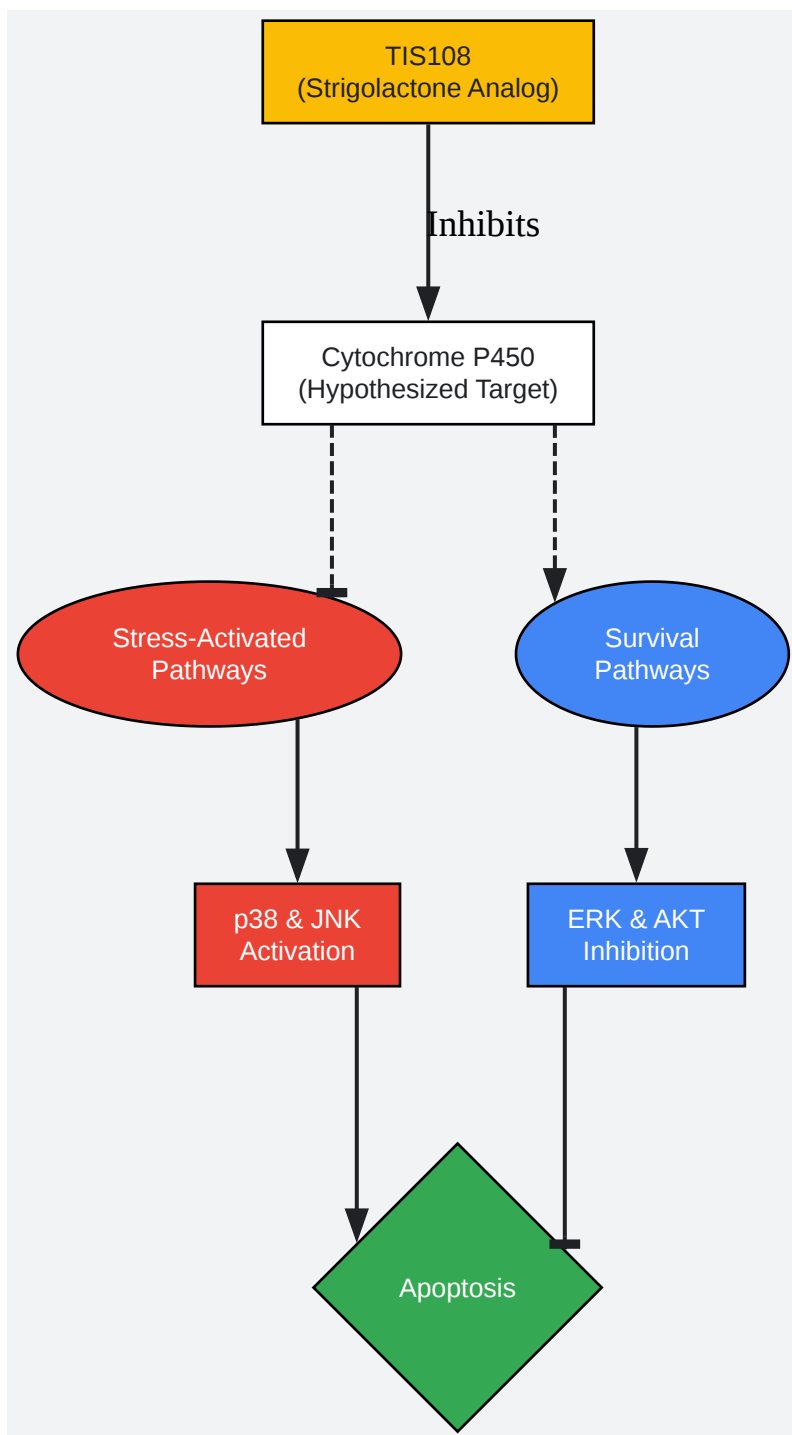 TIS108
(Strigolactone Analog)
Inhibits
Cytochrome P450
(Hypothesized Target)
Stress-Activated
Pathways
Survival
Pathways
p38 & JNK
Activation
ERK & AKT
Inhibition
Apoptosis